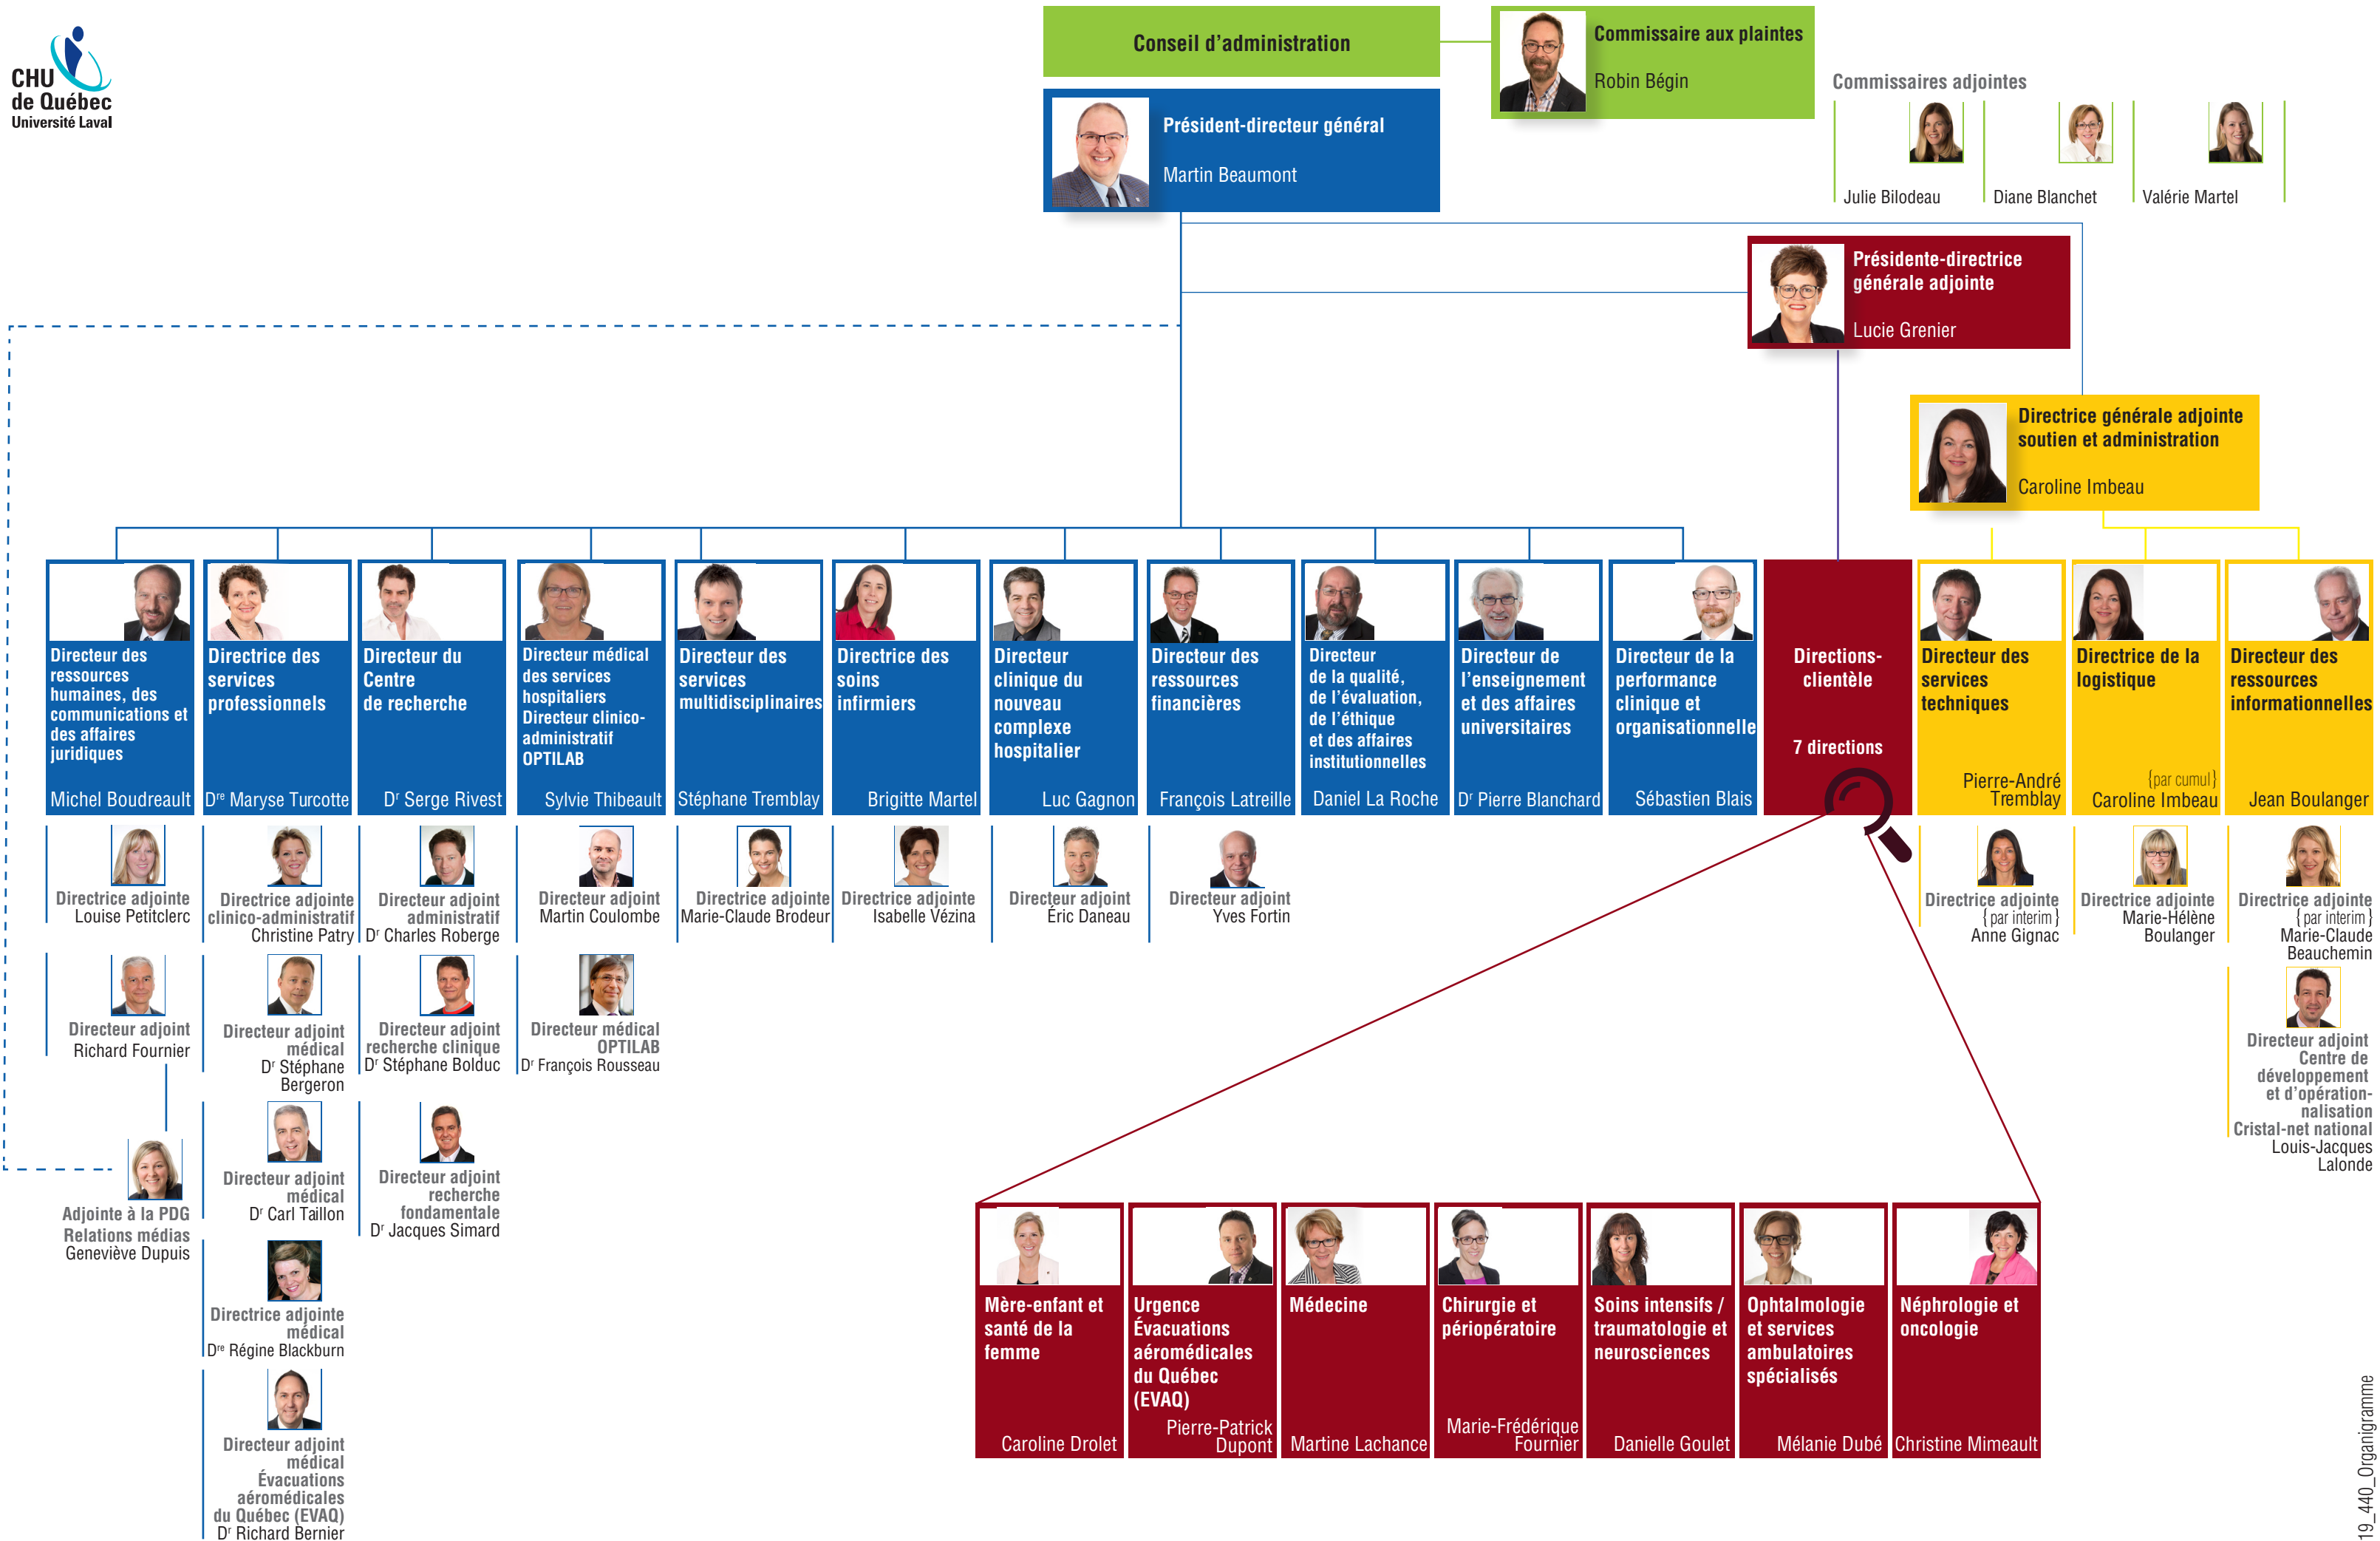 CHU
de Québec
Université Laval
Conseil d’administration
Commissaire aux plaintes
Robin Bégin
Commissaires adjointes
Julie Bilodeau
Diane Blanchet
Valérie Martel
Président-directeur général
Martin Beaumont
Présidente-directrice
générale adjointe
Lucie Grenier
Directrice générale adjointe
soutien et administration
Caroline Imbeau
Directeur des
ressources
humaines, des
communications et
des affaires
juridiques
Michel Boudreault
Directrice des
services
professionnels
Dre Maryse Turcotte
Directeur du
Centre
de recherche
Dr Serge Rivest
Directeur médical
des services
hospitaliers
Directeur clinico-
administratif
OPTILAB
Sylvie Thibeault
Directeur des
services
multidisciplinaires
Stéphane Tremblay
Directrice des
soins
infirmiers
Brigitte Martel
Directeur
clinique du
nouveau
complexe
hospitalier
Luc Gagnon
Directeur des
ressources
financières
François Latreille
Directeur
de la qualité,
de l’évaluation,
de l’éthique
et des affaires
institutionnelles
Daniel La Roche
Directeur de
l’enseignement
et des affaires
universitaires
Dr Pierre Blanchard
Directeur de la
performance
clinique et
organisationnelle
Sébastien Blais
Directions-
clientèle
7 directions
Directeur des
services
techniques
Pierre-André
Tremblay
Directrice de la
logistique
{par cumul}
Caroline Imbeau
Directeur des
ressources
informationnelles
Jean Boulanger
Directrice adjointe
Louise Petitclerc
Directeur adjoint
Richard Fournier
Adjointe à la PDG
Relations médias
Geneviève Dupuis
Directrice adjointe
clinico-administratif
Christine Patry
Directeur adjoint
médical
Dr Stéphane
Bergeron
Directeur adjoint
médical
Dr Carl Taillon
Directrice adjointe
médical
Dre Régine Blackburn
Directeur adjoint
médical
Évacuations
aéromédicales
du Québec (EVAQ)
Dr Richard Bernier
Directeur adjoint
administratif
Dr Charles Roberge
Directeur adjoint
recherche clinique
Dr Stéphane Bolduc
Directeur adjoint
recherche
fondamentale
Dr Jacques Simard
Directeur adjoint
Martin Coulombe
Directeur médical
OPTILAB
Dr François Rousseau
Directrice adjointe
Marie-Claude Brodeur
Directrice adjointe
Isabelle Vézina
Directeur adjoint
Éric Daneau
Directeur adjoint
Yves Fortin
Directrice adjointe
{par interim}
Anne Gignac
Directrice adjointe
Marie-Hélène
Boulanger
Directrice adjointe
{par interim}
Marie-Claude
Beauchemin
Directeur adjoint
Centre de
développement
et d’opération-
nalisation
Cristal-net national
Louis-Jacques
Lalonde
Mère-enfant et
santé de la
femme
Caroline Drolet
Urgence
Évacuations
aéromédicales
du Québec
(EVAQ)
Pierre-Patrick
Dupont
Médecine
Martine Lachance
Chirurgie et
périopératoire
Marie-Frédérique
Fournier
Soins intensifs /
traumatologie et
neurosciences
Danielle Goulet
Ophtalmologie
et services
ambulatoires
spécialisés
Mélanie Dubé
Néphrologie et
oncologie
Christine Mimeault
19_440_Organigramme